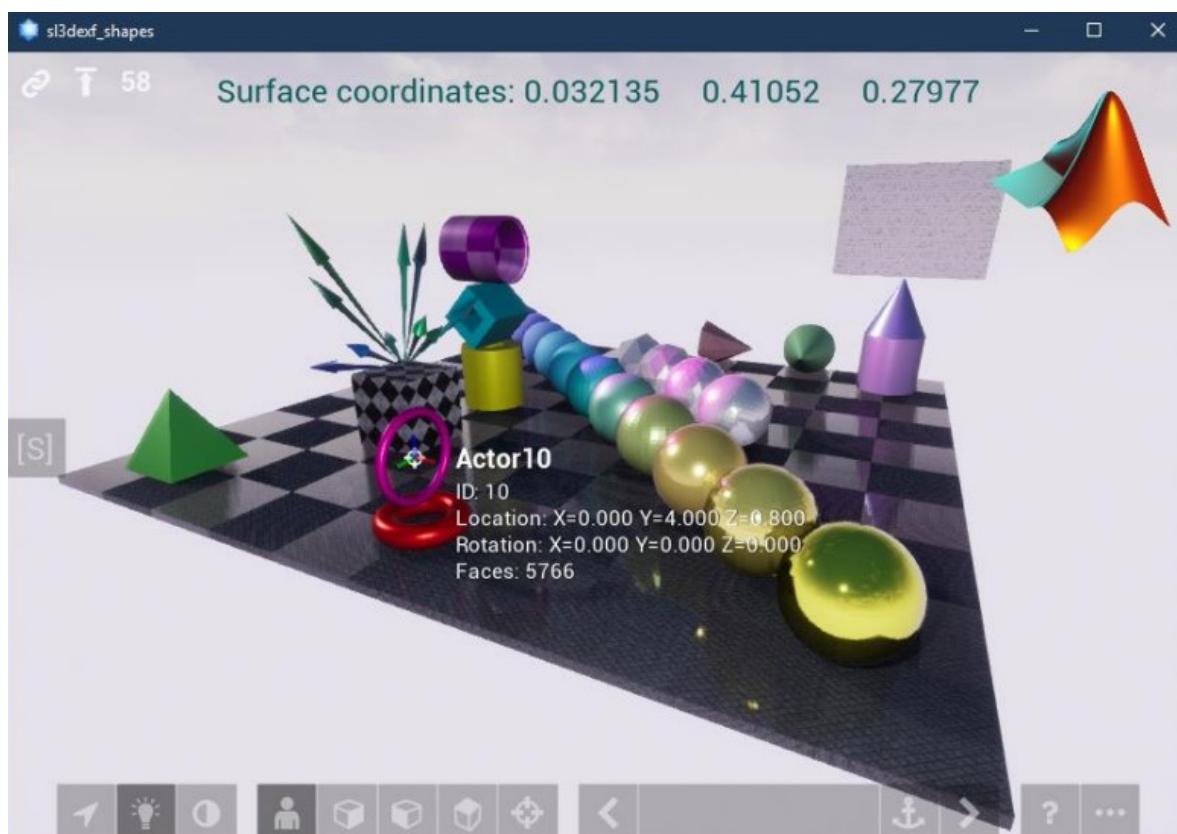 sl3dexf_shapes
58
Surface coordinates: 0.032135 0.41052 0.27977
[S]
Actor10
ID: 10
Location: X=0.000 Y=4.000 Z=0.800
Rotation: X=0.000 Y=0.000 Z=0.000
Faces: 5766
?